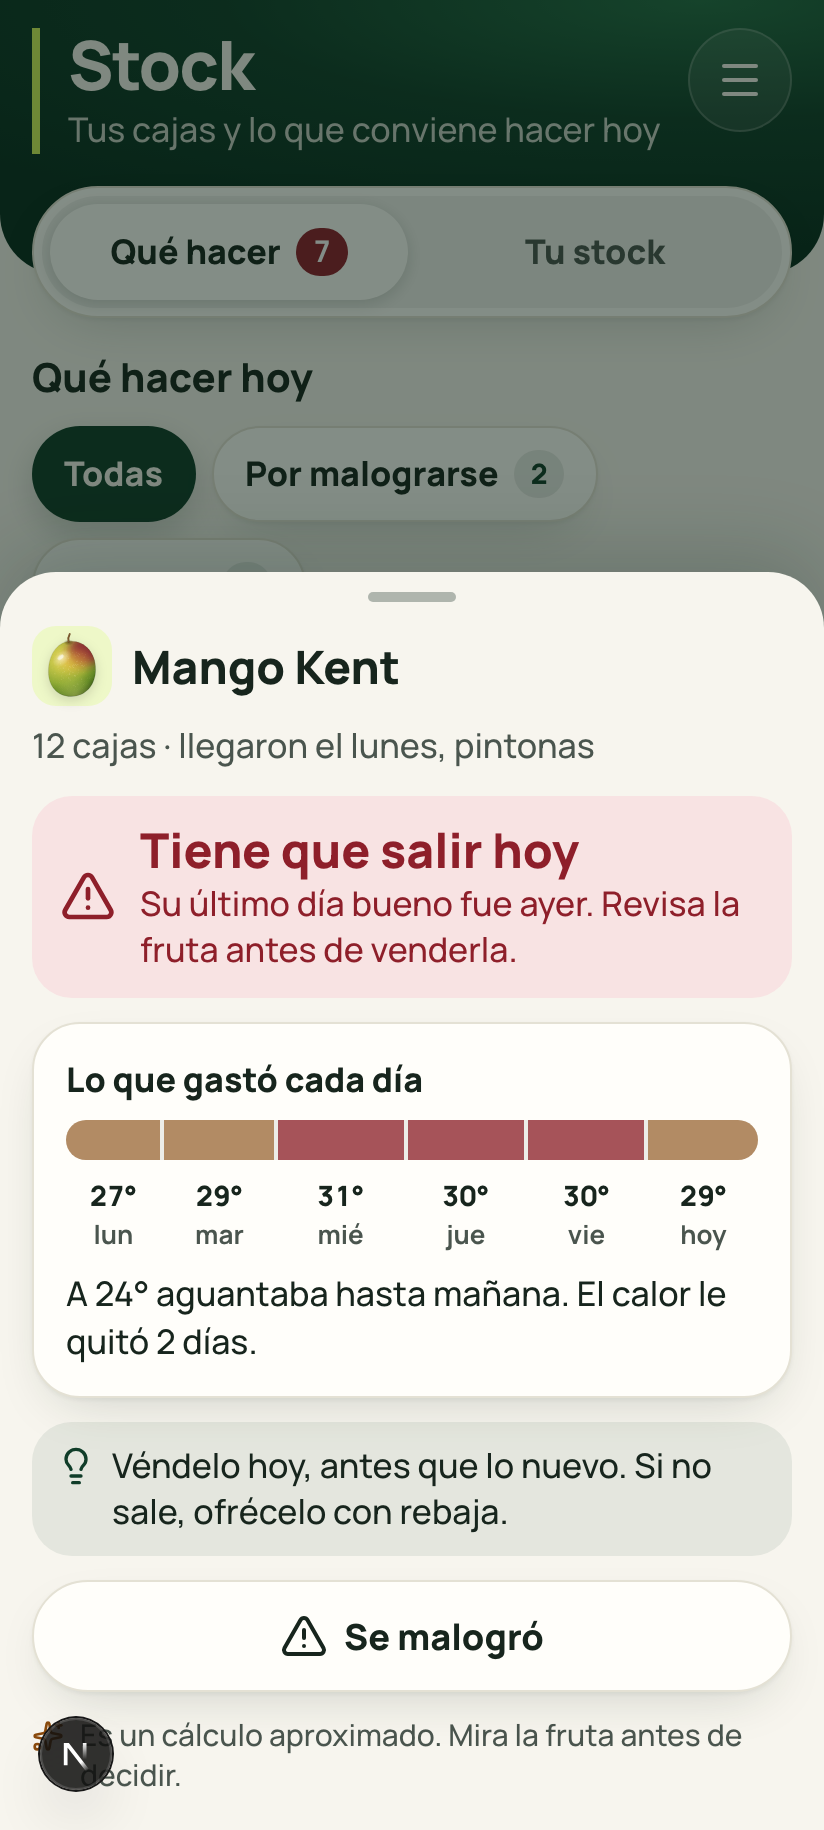 Stock
Tus cajas y lo que conviene hacer hoy
Qué hacer 7
Tu stock
Qué hacer hoy
Todas
Por malograrse 2
Mango Kent
12 cajas · llegaron el lunes, pintonas
Tiene que salir hoy
Su último día bueno fue ayer. Revisa la
fruta antes de venderla.
Lo que gastó cada día
27° 29° 31° 30° 30° 29°
lun mar mié jue vie hoy
A 24° aguantaba hasta mañana. El calor le
quitó 2 días.
Véndelo hoy, antes que lo nuevo. Si no
sale, ofrécelo con rebaja.
Se malogró
Es un cálculo aproximado. Mira la fruta antes de
decidir.
N